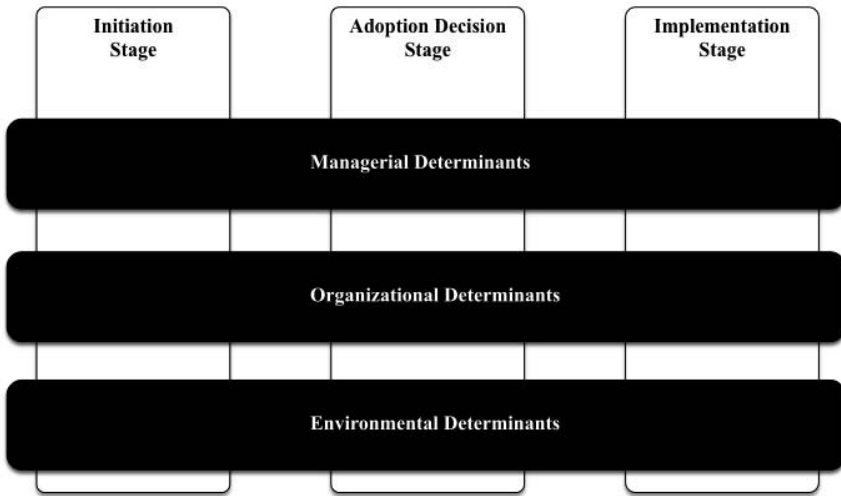 Initiation
Stage
Adoption Decision
Stage
Implementation
Stage
Managerial Determinants
Organizational Determinants
Environmental Determinants